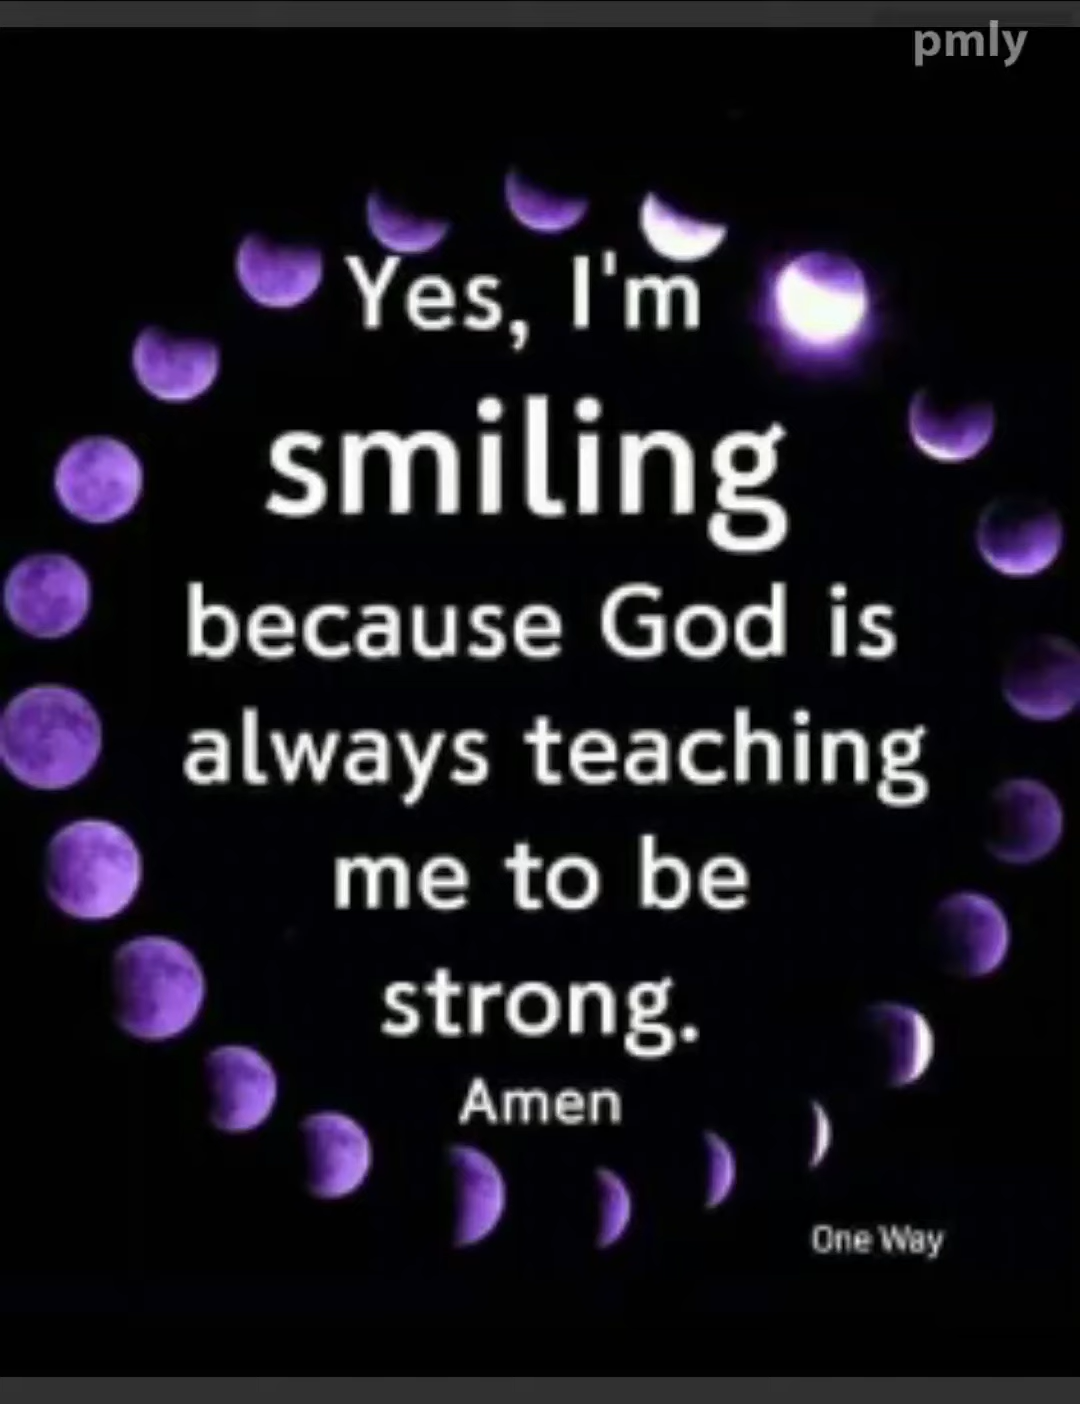 pmly
Yes, I'm
smiling
because God is
always teaching
me to be
strong.
Amen
One Way